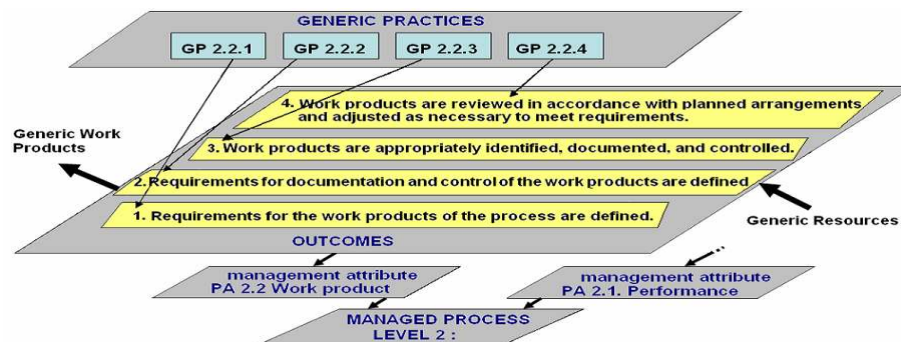 GENERIC PRACTICES
GP 2.2.1 GP 2.2.2 GP 2.2.3 GP 2.2.4
4. Work products are reviewed in accordance with planned arrangements
and adjusted as necessary to meet requirements.
Generic Work
Products
3. Work products are appropriately identified, documented, and controlled.
2.Requirements for documentation and control of the work products are defined
1. Requirements for the work products of the process are defined.
Generic Resources
OUTCOMES
management attribute
PA 2.2 Work product
management attribute
PA 2.1. Performance
MANAGED PROCESS
LEVEL 2 :